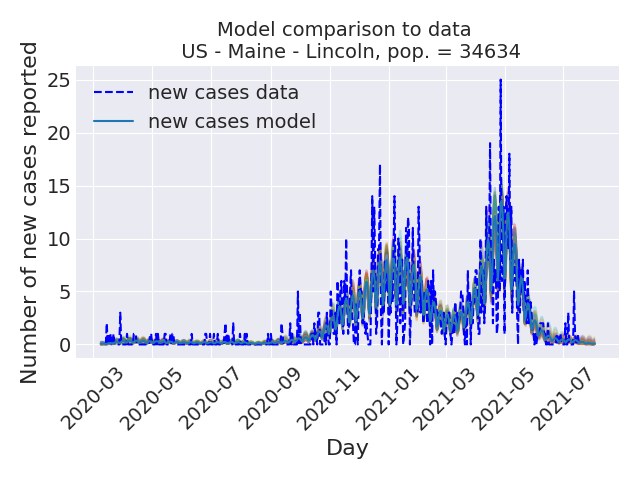 Model comparison to data
US - Maine - Lincoln, pop. = 34634
Number of new cases reported
25
20
15
10
5
0
new cases data
new cases model
2020-03
2020-05
2020-07
2020-09
2020-11
2021-01
2021-03
2021-05
2021-07
Day